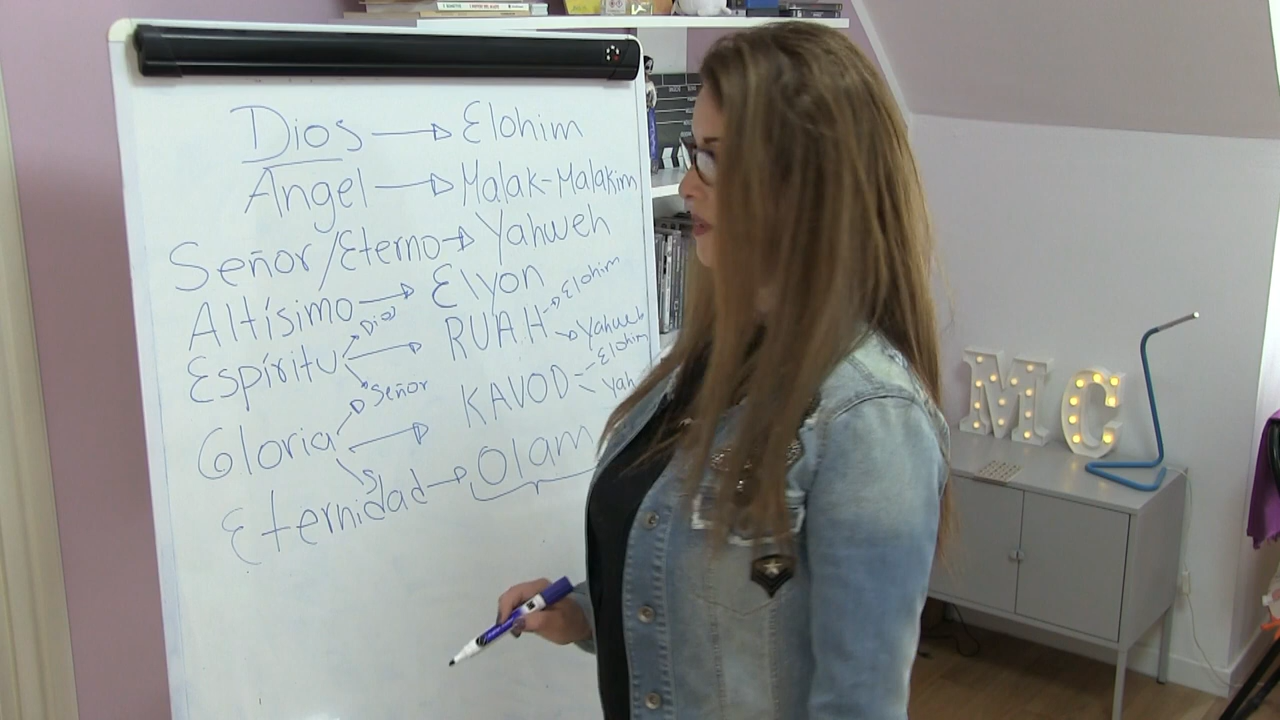 Dios → Elohim
Angel → Malak-Malakim
Señor/Eterno → Yahweh
Altísimo → Elyon
Espíritu → Dios → RUAH → Elohim
→ Señor → Yahweh
Gloria → KAVOD - Elohim
- Yah
Eternidad → Olam
MC